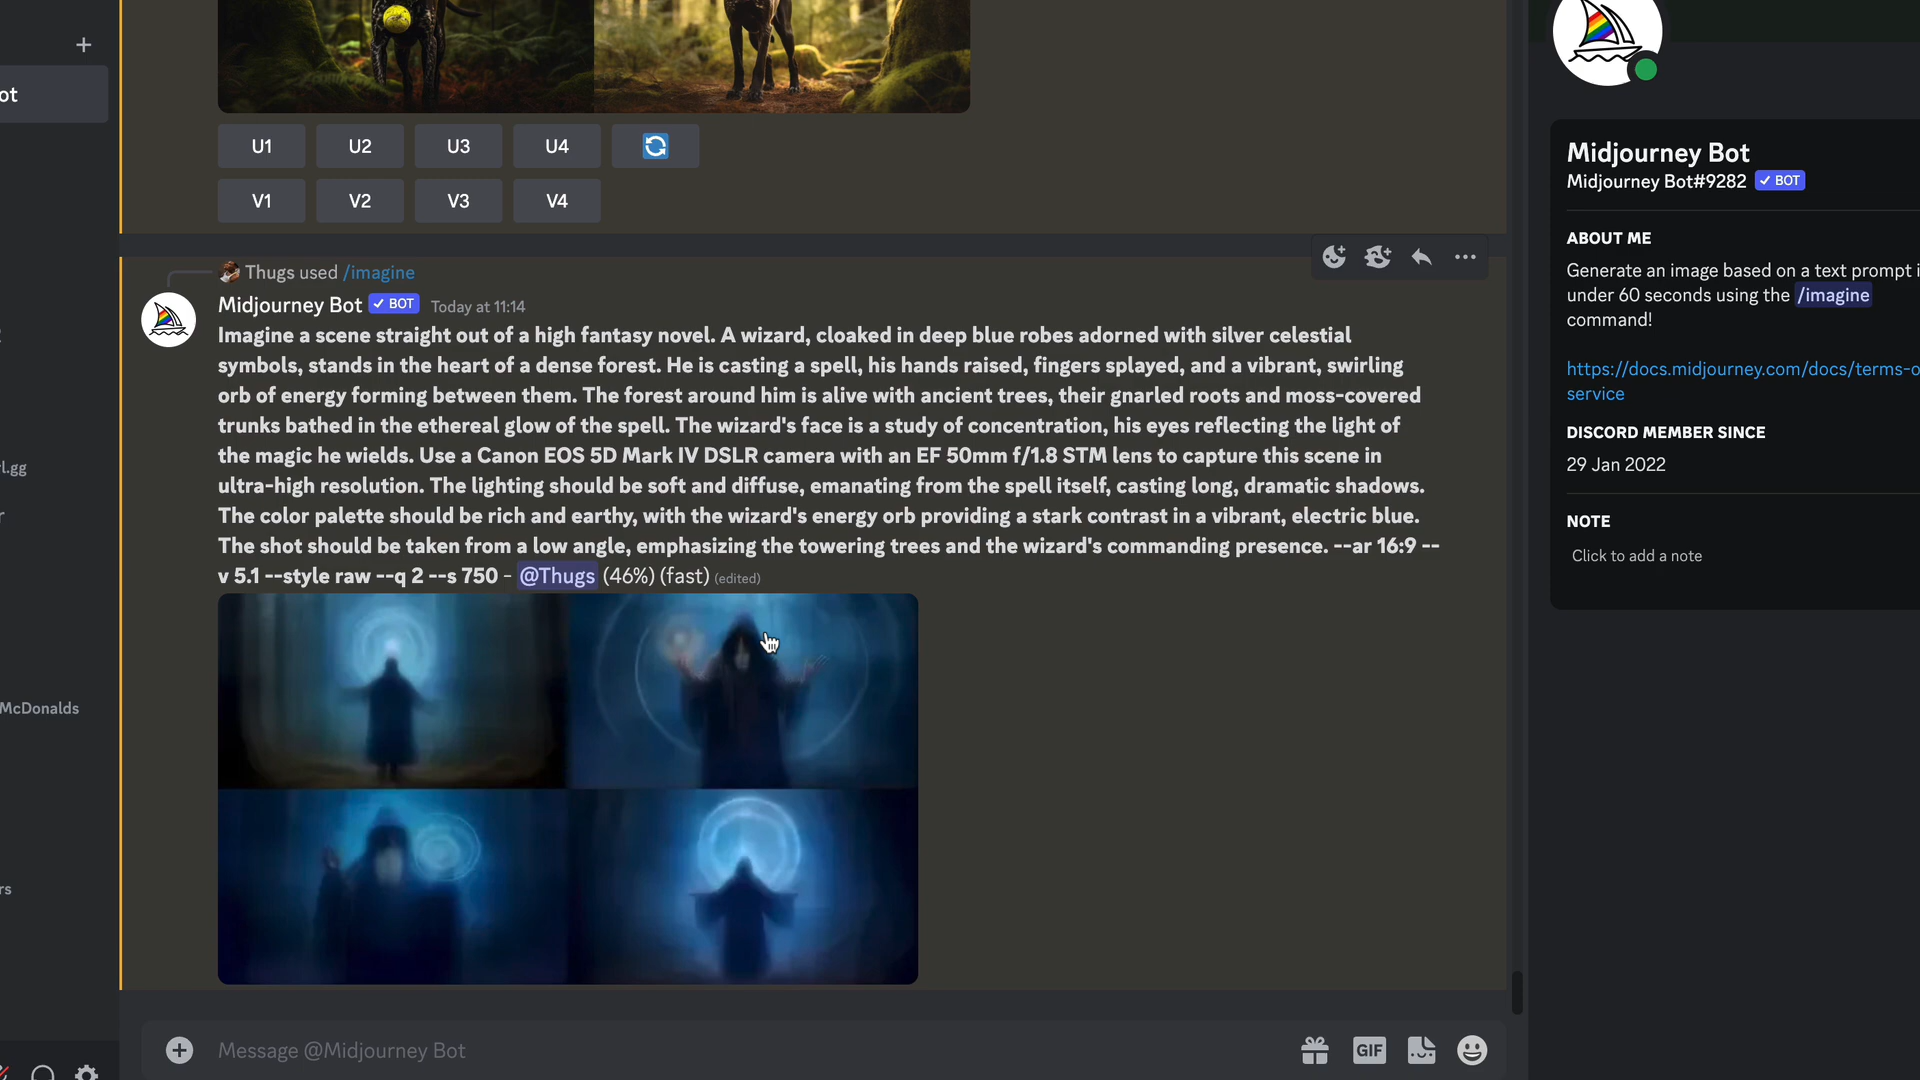 ot
U1 U2 U3 U4
V1 V2 V3 V4
Thugs used /imagine
Midjourney Bot ✓ BOT Today at 11:14
Imagine a scene straight out of a high fantasy novel. A wizard, cloaked in deep blue robes adorned with silver celestial
symbols, stands in the heart of a dense forest. He is casting a spell, his hands raised, fingers splayed, and a vibrant, swirling
orb of energy forming between them. The forest around him is alive with ancient trees, their gnarled roots and moss-covered
trunks bathed in the ethereal glow of the spell. The wizard's face is a study of concentration, his eyes reflecting the light of
the magic he wields. Use a Canon EOS 5D Mark IV DSLR camera with an EF 50mm f/1.8 STM lens to capture this scene in
ultra-high resolution. The lighting should be soft and diffuse, emanating from the spell itself, casting long, dramatic shadows.
The color palette should be rich and earthy, with the wizard's energy orb providing a stark contrast in a vibrant, electric blue.
The shot should be taken from a low angle, emphasizing the towering trees and the wizard's commanding presence. --ar 16:9 --
v 5.1 --style raw --q 2 --s 750 - @Thugs (46%) (fast) (edited)
l.gg
r
McDonalds
rs
Message @Midjourney Bot
GIF
Midjourney Bot
Midjourney Bot#9282 ✓ BOT
ABOUT ME
Generate an image based on a text prompt i
under 60 seconds using the /imagine
command!
https://docs.midjourney.com/docs/terms-o
service
DISCORD MEMBER SINCE
29 Jan 2022
NOTE
Click to add a note